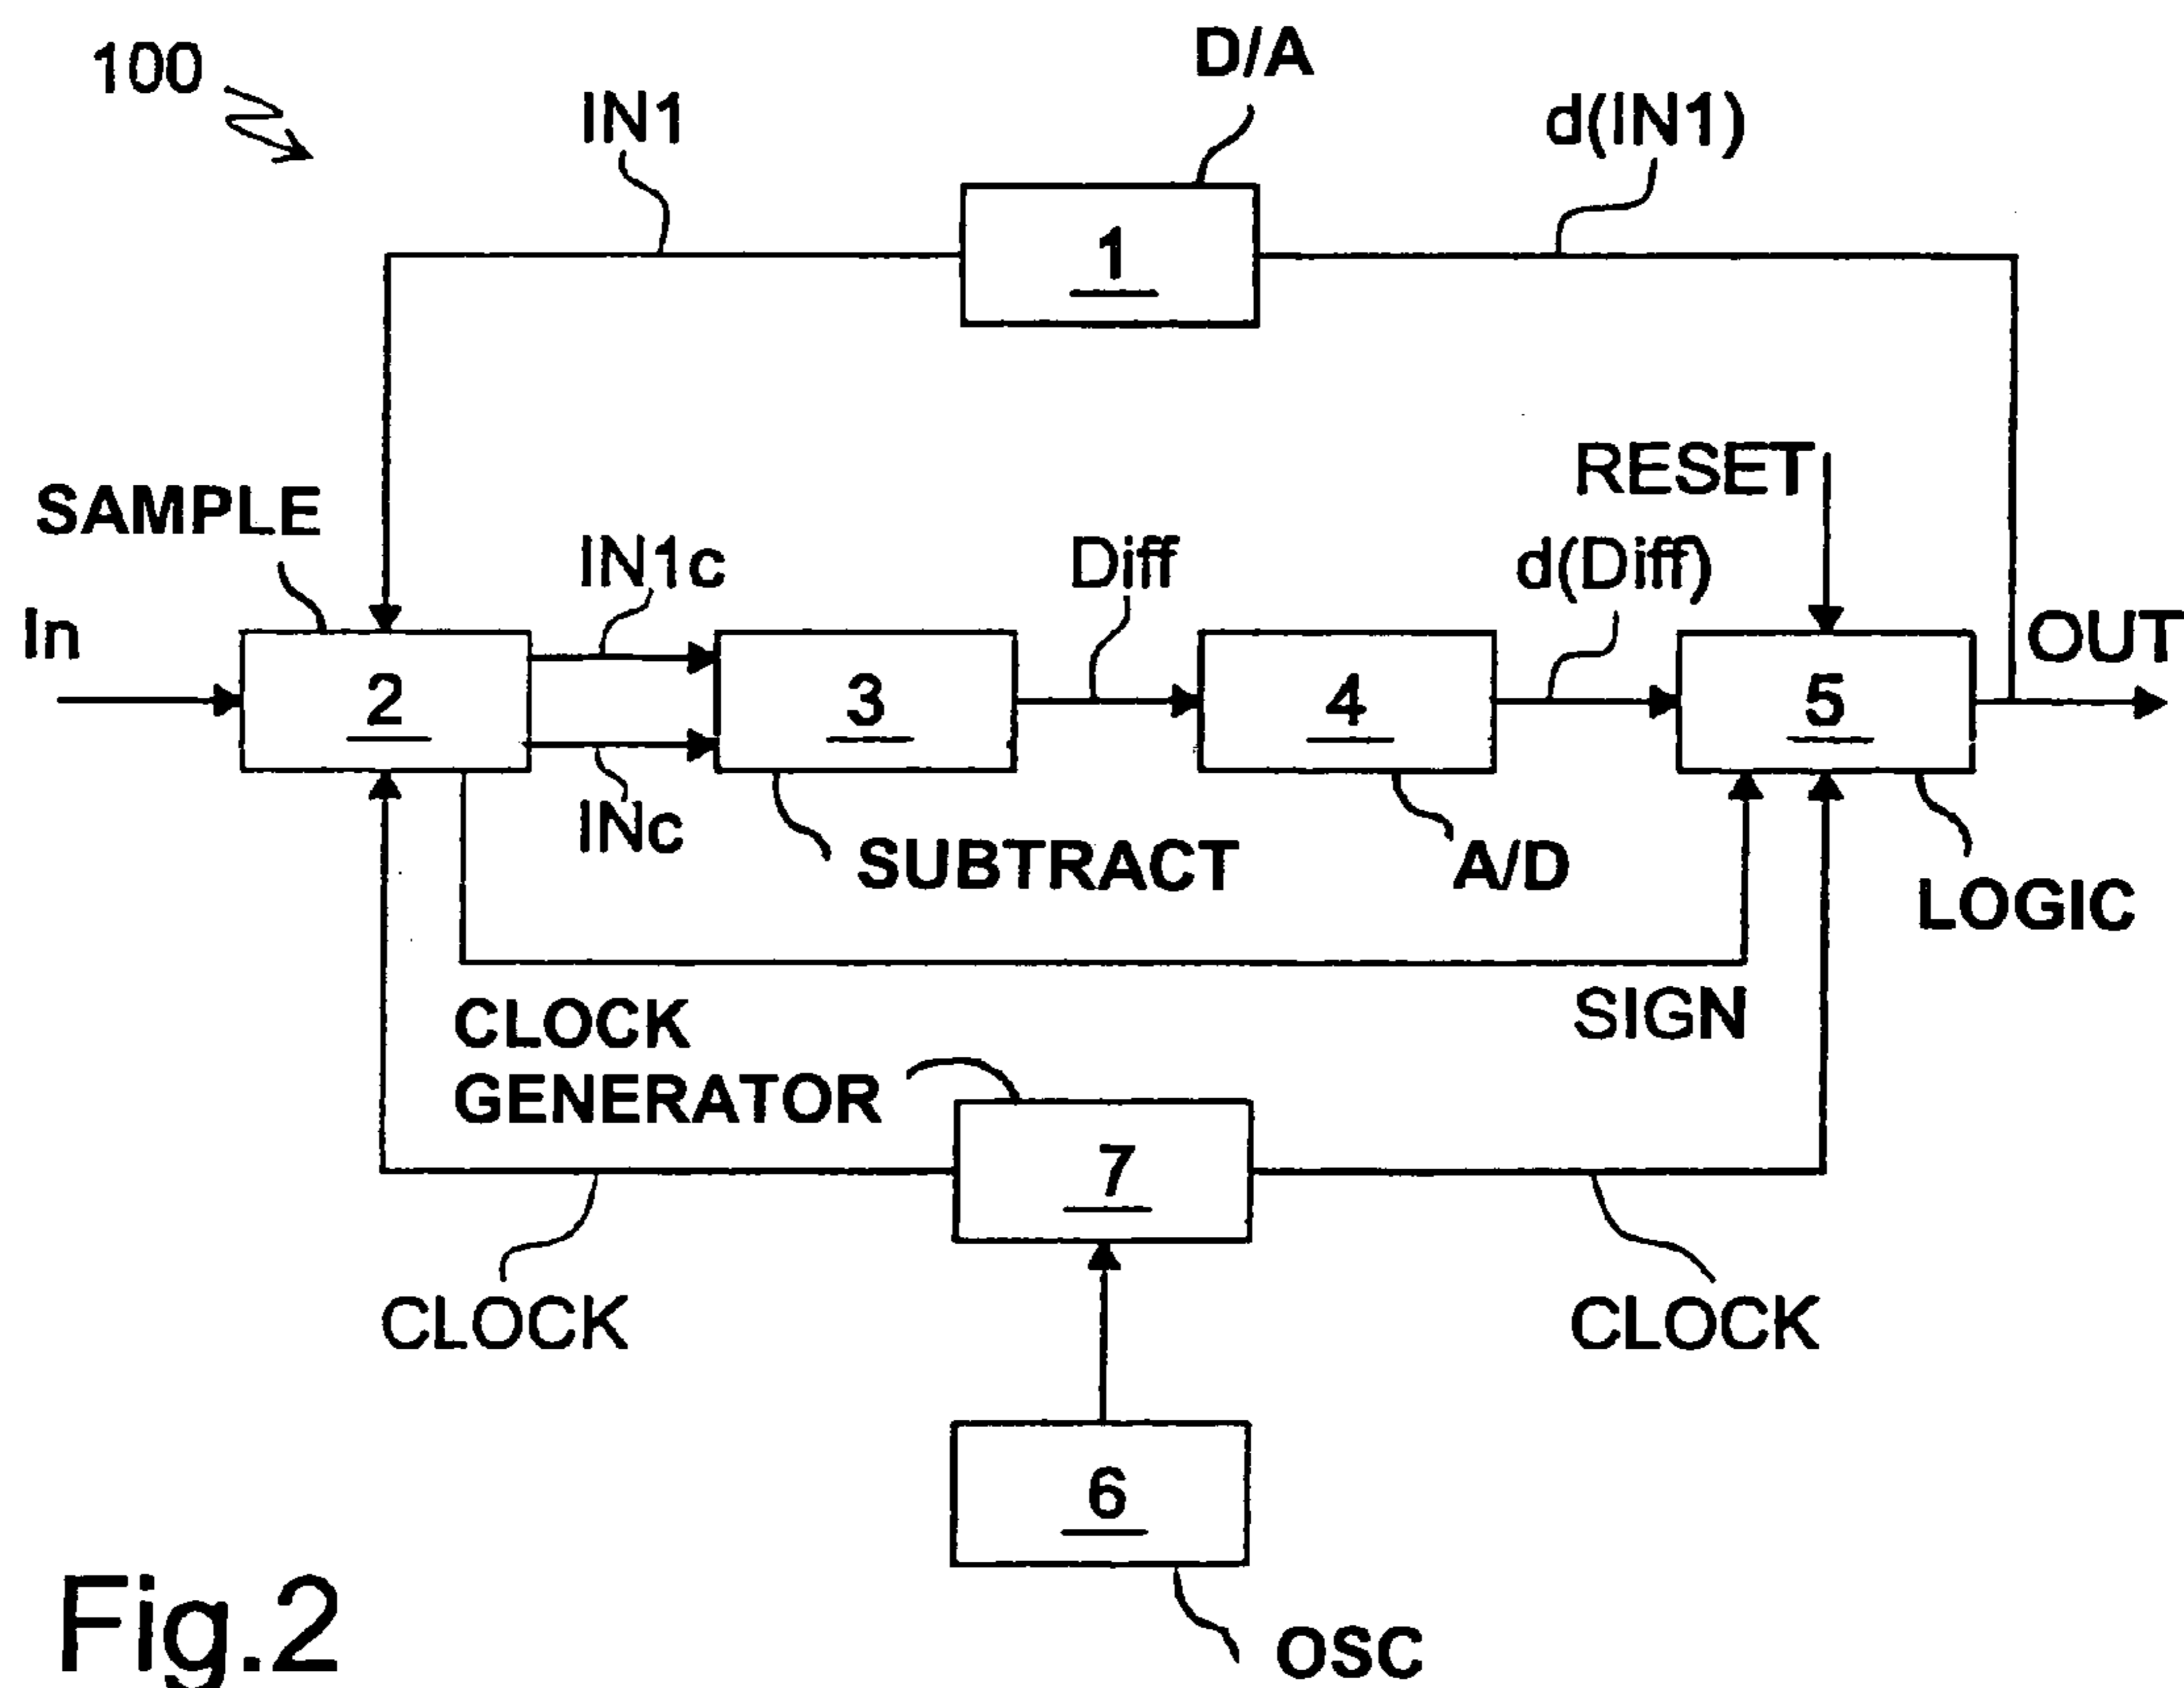 100
D/A
IN1
d(IN1)
1
RESET
SAMPLE
IN1c
Diff
d(Diff)
In
OUT
2
3
4
5
INc
SUBTRACT
A/D
LOGIC
SIGN
CLOCK
GENERATOR
7
CLOCK
CLOCK
6
OSC
Fig.2